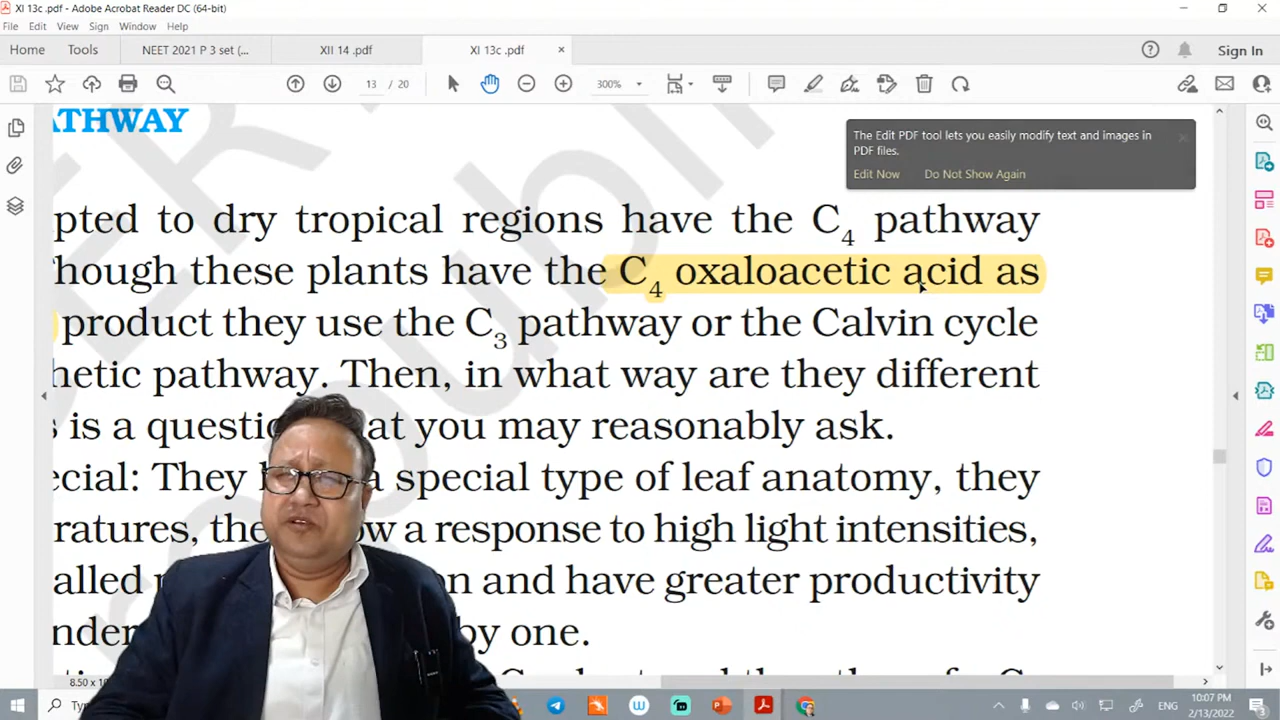 XI 13c .pdf - Adobe Acrobat Reader DC (64-bit)
File Edit View Sign Window Help
Home Tools NEET 2021 P 3 set (... XII 14 .pdf XI 13c .pdf × Sign In
13 / 20 300%
ATHWAY
The Edit PDF tool lets you easily modify text and images in
PDF files.
Edit Now Do Not Show Again
pted to dry tropical regions have the C4 pathway
hough these plants have the C4 oxaloacetic acid as
product they use the C3 pathway or the Calvin cycle
hetic pathway. Then, in what way are they different
s is a questi at you may reasonably ask.
ecial: They a special type of leaf anatomy, they
ratures, the ow a response to high light intensities,
alled on and have greater productivity
nder by one.
8.50 x 1
10:07 PM
ENG
2/13/2022